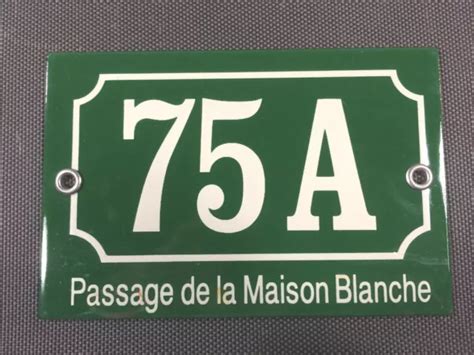 75 A
Passage de la Maison Blanche